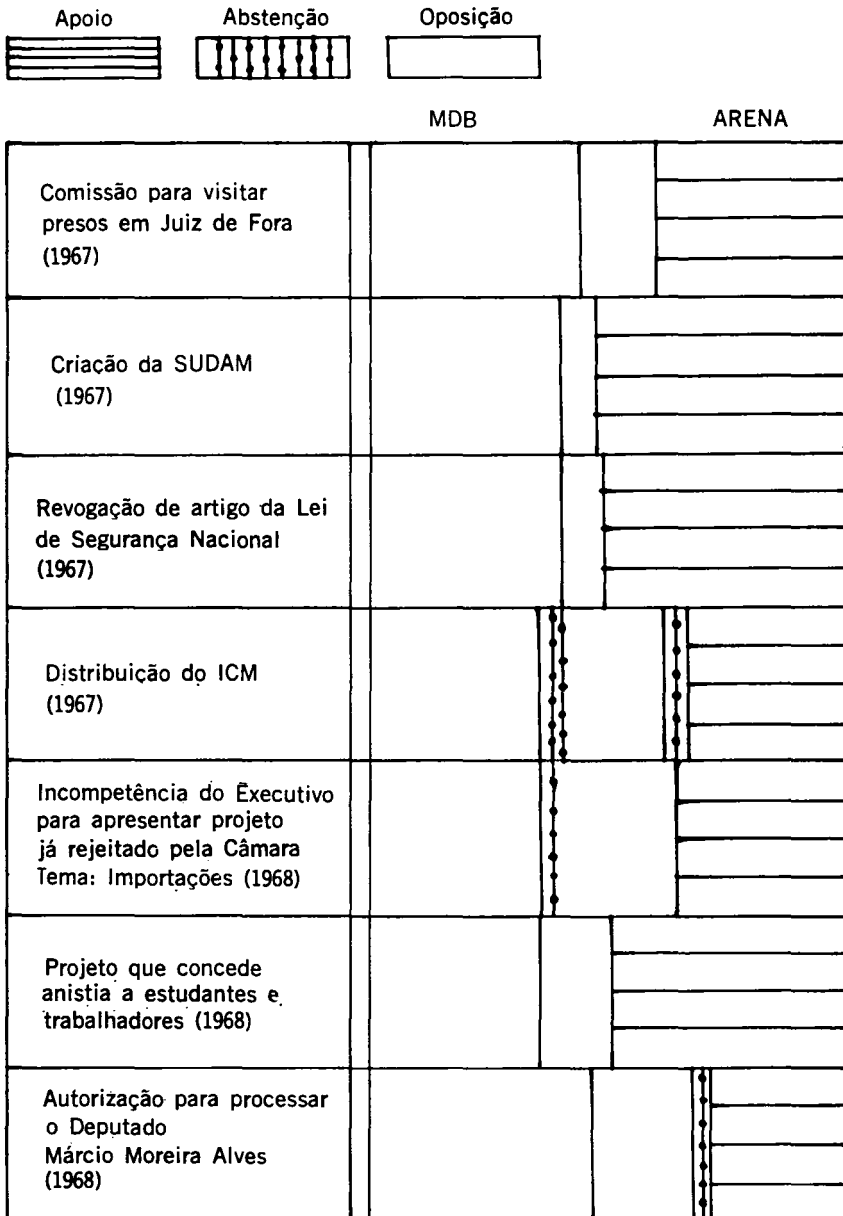 Apoio Abstenção Oposição
MDB ARENA
Comissão para visitar
presos em Juiz de Fora
(1967)
Criação da SUDAM
(1967)
Revogação de artigo da Lei
de Segurança Nacional
(1967)
Distribuição do ICM
(1967)
Incompetência do Executivo
para apresentar projeto
já rejeitado pela Câmara
Tema: Importações (1968)
Projeto que concede
anistia a estudantes e
trabalhadores (1968)
Autorização para processar
o Deputado
Márcio Moreira Alves
(1968)